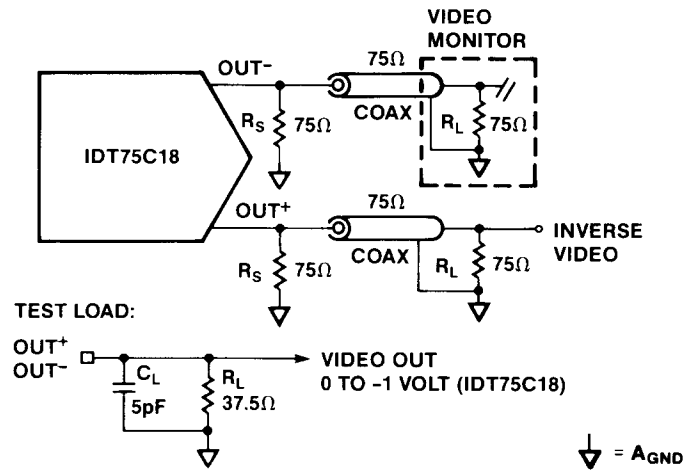 VIDEO
MONITOR
OUT−
75Ω
COAX
RS
75Ω
RL
75Ω
IDT75C18
OUT+
75Ω
COAX
RS
75Ω
RL
75Ω
INVERSE
VIDEO
TEST LOAD:
OUT+
OUT−
CL
5pF
RL
37.5Ω
VIDEO OUT
0 TO −1 VOLT (IDT75C18)
= AGND